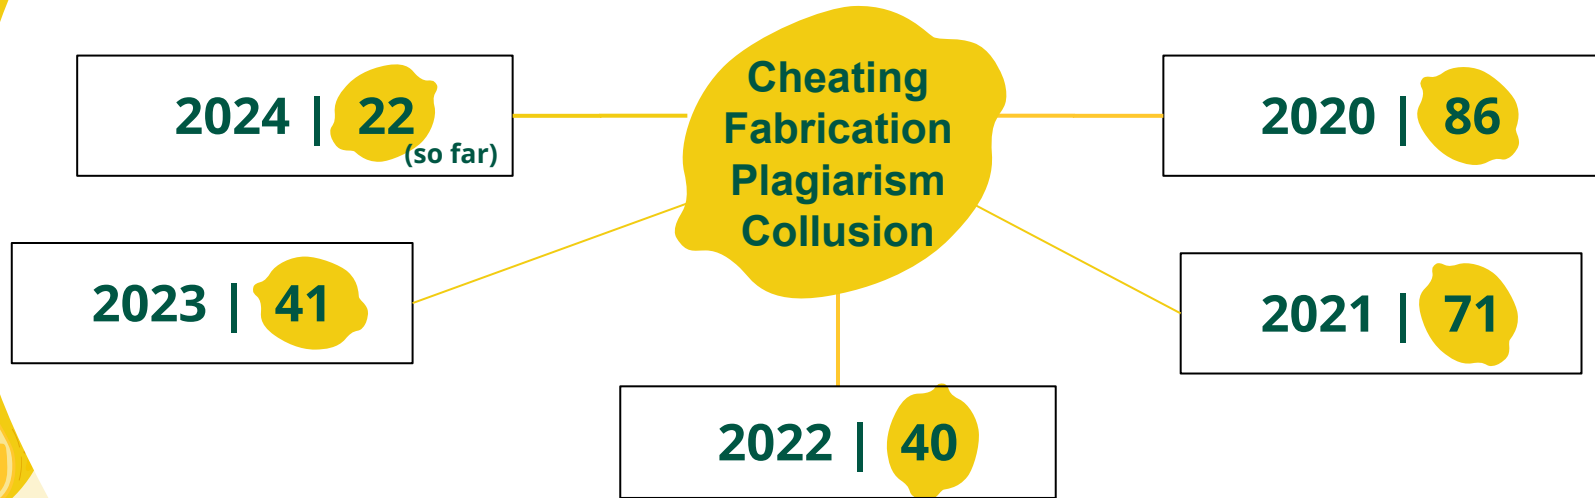 Cheating
Fabrication
Plagiarism
Collusion
2024 | 22
(so far)
2020 | 86
2023 | 41
2021 | 71
2022 | 40